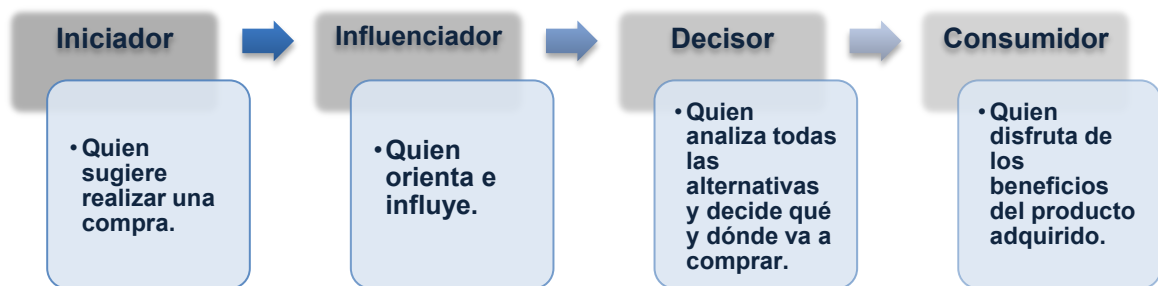 Iniciador
• Quien
sugiere
realizar una
compra.
Influenciador
• Quien
orienta e
influye.
Decisor
• Quien
analiza todas
las
alternativas
y decide qué
y dónde va a
comprar.
Consumidor
• Quien
disfruta de
los
beneficios
del producto
adquirido.